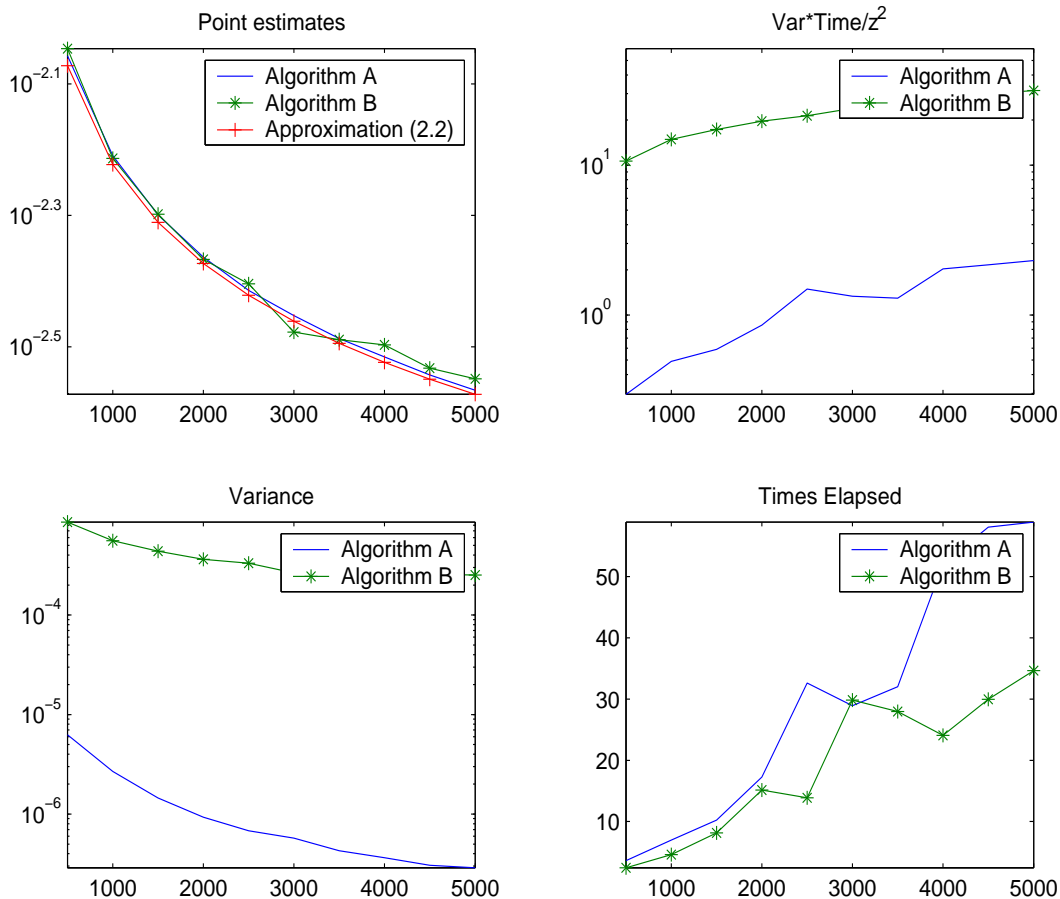 Point estimates
10^−2.1
10^−2.3
10^−2.5
Algorithm A
Algorithm B
Approximation (2.2)
1000 2000 3000 4000 5000
Var*Time/z^2
10^1
10^0
Algorithm A
Algorithm B
1000 2000 3000 4000 5000
Variance
10^−4
10^−5
10^−6
Algorithm A
Algorithm B
1000 2000 3000 4000 5000
Times Elapsed
50
40
30
20
10
Algorithm A
Algorithm B
1000 2000 3000 4000 5000